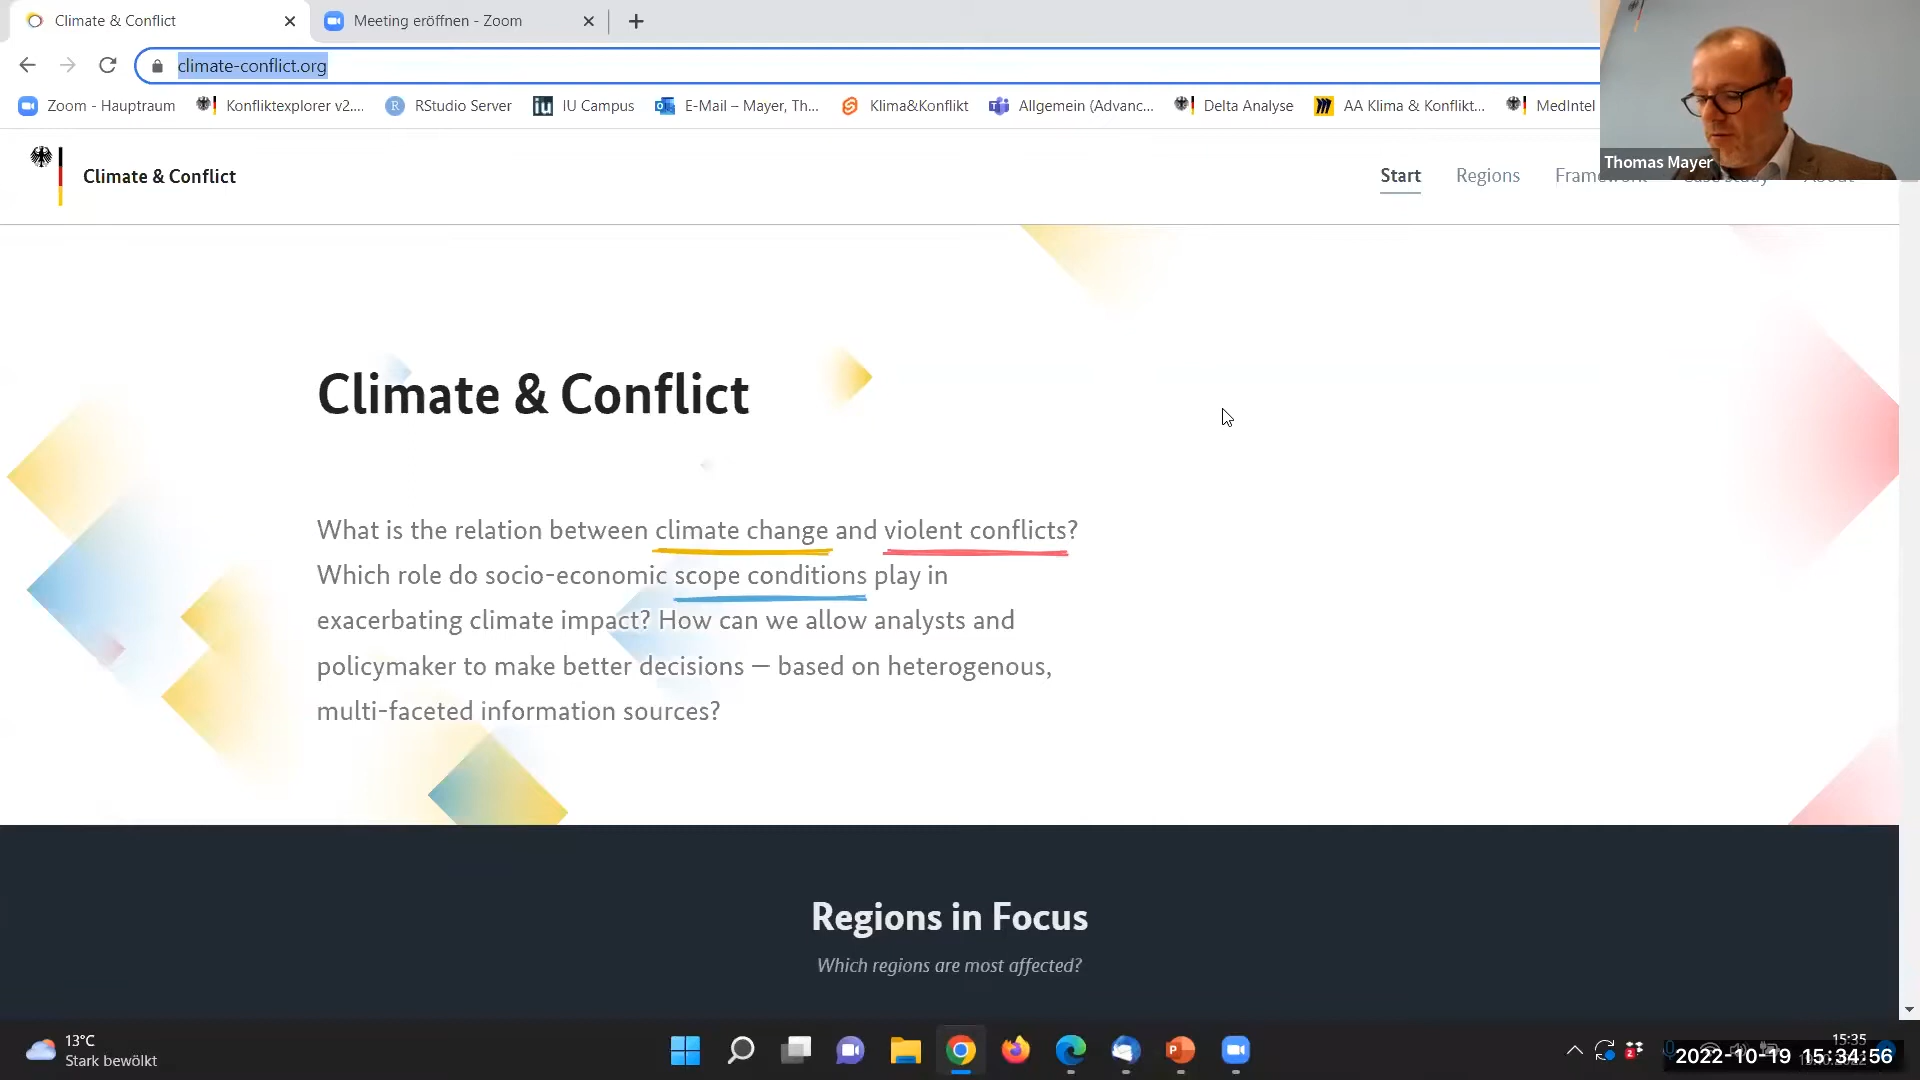 Climate & Conflict
Meeting eröffnen - Zoom
climate-conflict.org
Zoom - Hauptraum
Konfliktexplorer v2....
RStudio Server
IU Campus
E-Mail – Mayer, Th...
Klima&Konflikt
Allgemein (Advanc...
Delta Analyse
AA Klima & Konflikt...
MedIntel
Thomas Mayer
Climate & Conflict
Start
Regions
Framework
Case study
About
Climate & Conflict
What is the relation between climate change and violent conflicts?
Which role do socio-economic scope conditions play in
exacerbating climate impact? How can we allow analysts and
policymaker to make better decisions — based on heterogenous,
multi-faceted information sources?
Regions in Focus
Which regions are most affected?
13°C
Stark bewölkt
15:35
2022-10-19 15:34:56